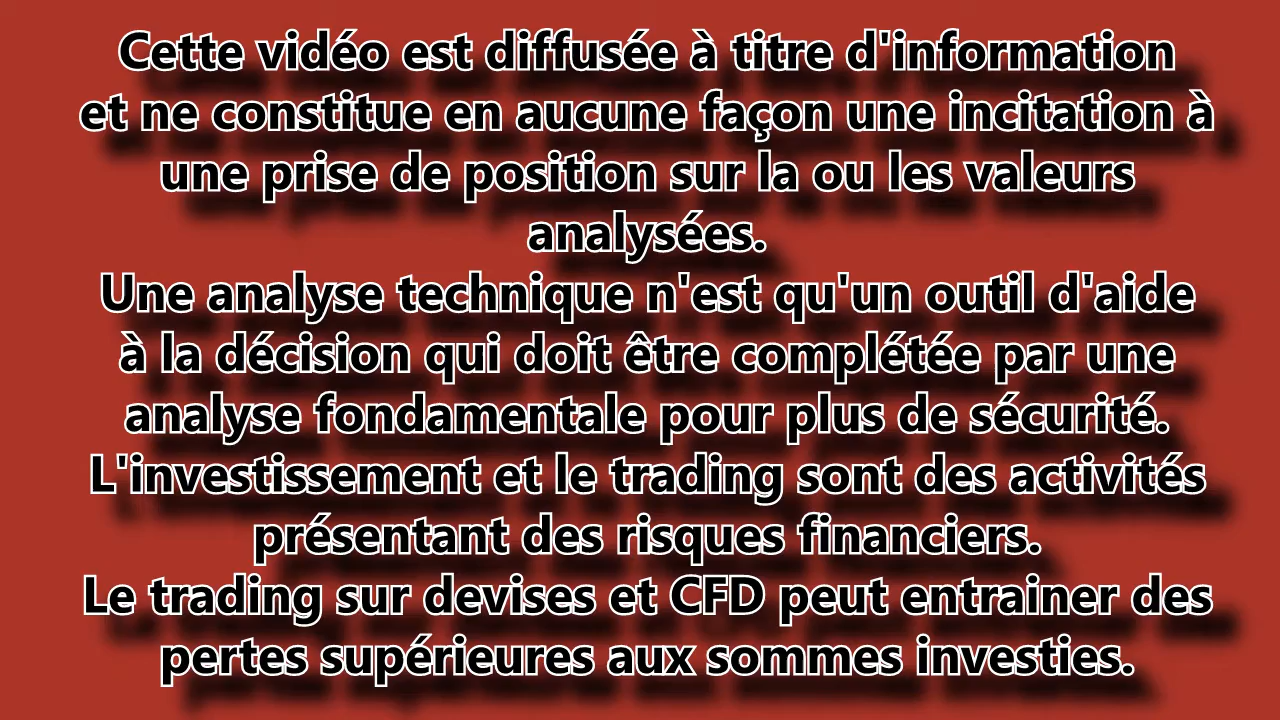 Cette vidéo est diffusée à titre d'information
et ne constitue en aucune façon une incitation à
une prise de position sur la ou les valeurs
analysées.
Une analyse technique n'est qu'un outil d'aide
à la décision qui doit être complétée par une
analyse fondamentale pour plus de sécurité.
L'investissement et le trading sont des activités
présentant des risques financiers.
Le trading sur devises et CFD peut entrainer des
pertes supérieures aux sommes investies.